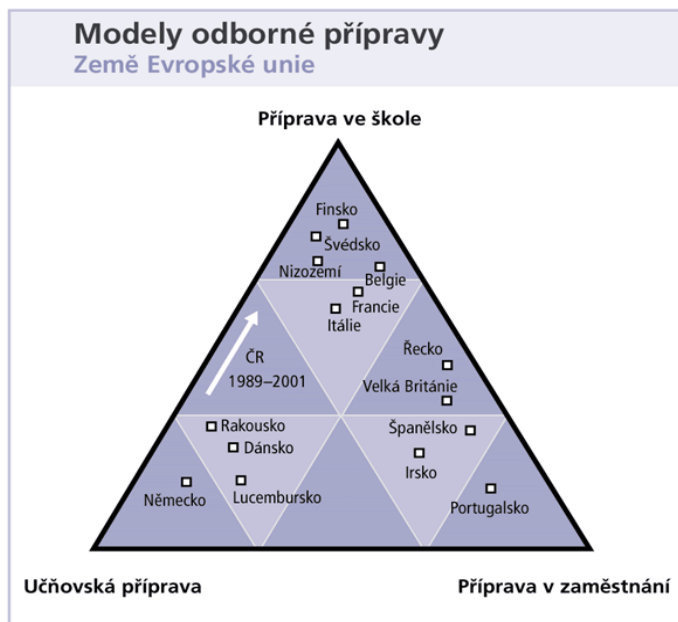 Modely odborné přípravy
Země Evropské unie
Příprava ve škole
Finsko
Švédsko
Nizozemí
Belgie
Francie
Itálie
Řecko
ČR
1989–2001
Velká Británie
Rakousko
Španělsko
Dánsko
Irsko
Německo
Lucembursko
Portugalsko
Učňovská příprava
Příprava v zaměstnání